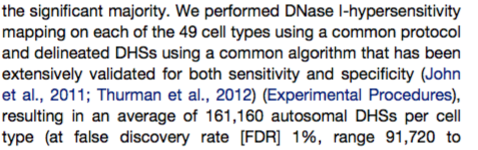 the significant majority. We performed DNase I-hypersensitivity
mapping on each of the 49 cell types using a common protocol
and delineated DHSs using a common algorithm that has been
extensively validated for both sensitivity and specificity (John
et al., 2011; Thurman et al., 2012) (Experimental Procedures),
resulting in an average of 161,160 autosomal DHSs per cell
type (at false discovery rate [FDR] 1%, range 91,720 to